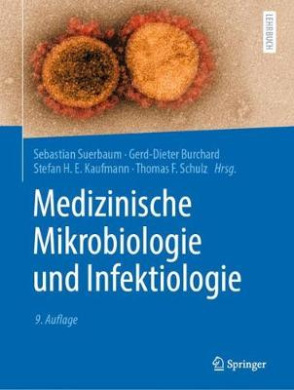 LEHRBUCH
Sebastian Suerbaum · Gerd-Dieter Burchard
Stefan H. E. Kaufmann · Thomas F. Schulz Hrsg.
Medizinische
Mikrobiologie
und Infektiologie
9. Auflage
Springer